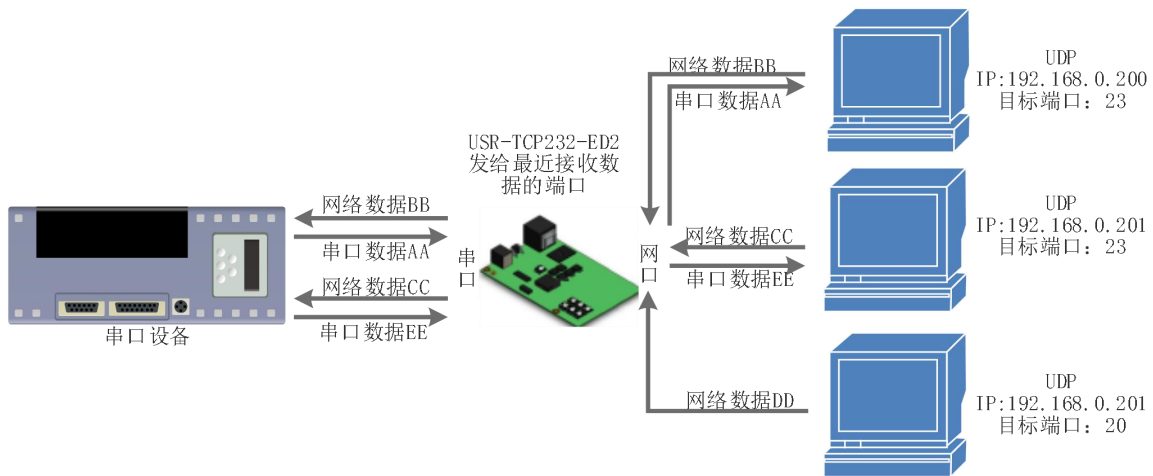 网络数据BB
串口数据AA
UDP
IP:192.168.0.200
目标端口：23
USR-TCP232-ED2
发给最近接收数
据的端口
网络数据BB
串口数据AA
网络数据CC
串口数据EE
串口设备
串口
网口
网络数据CC
串口数据EE
UDP
IP:192.168.0.201
目标端口：23
网络数据DD
UDP
IP:192.168.0.201
目标端口：20